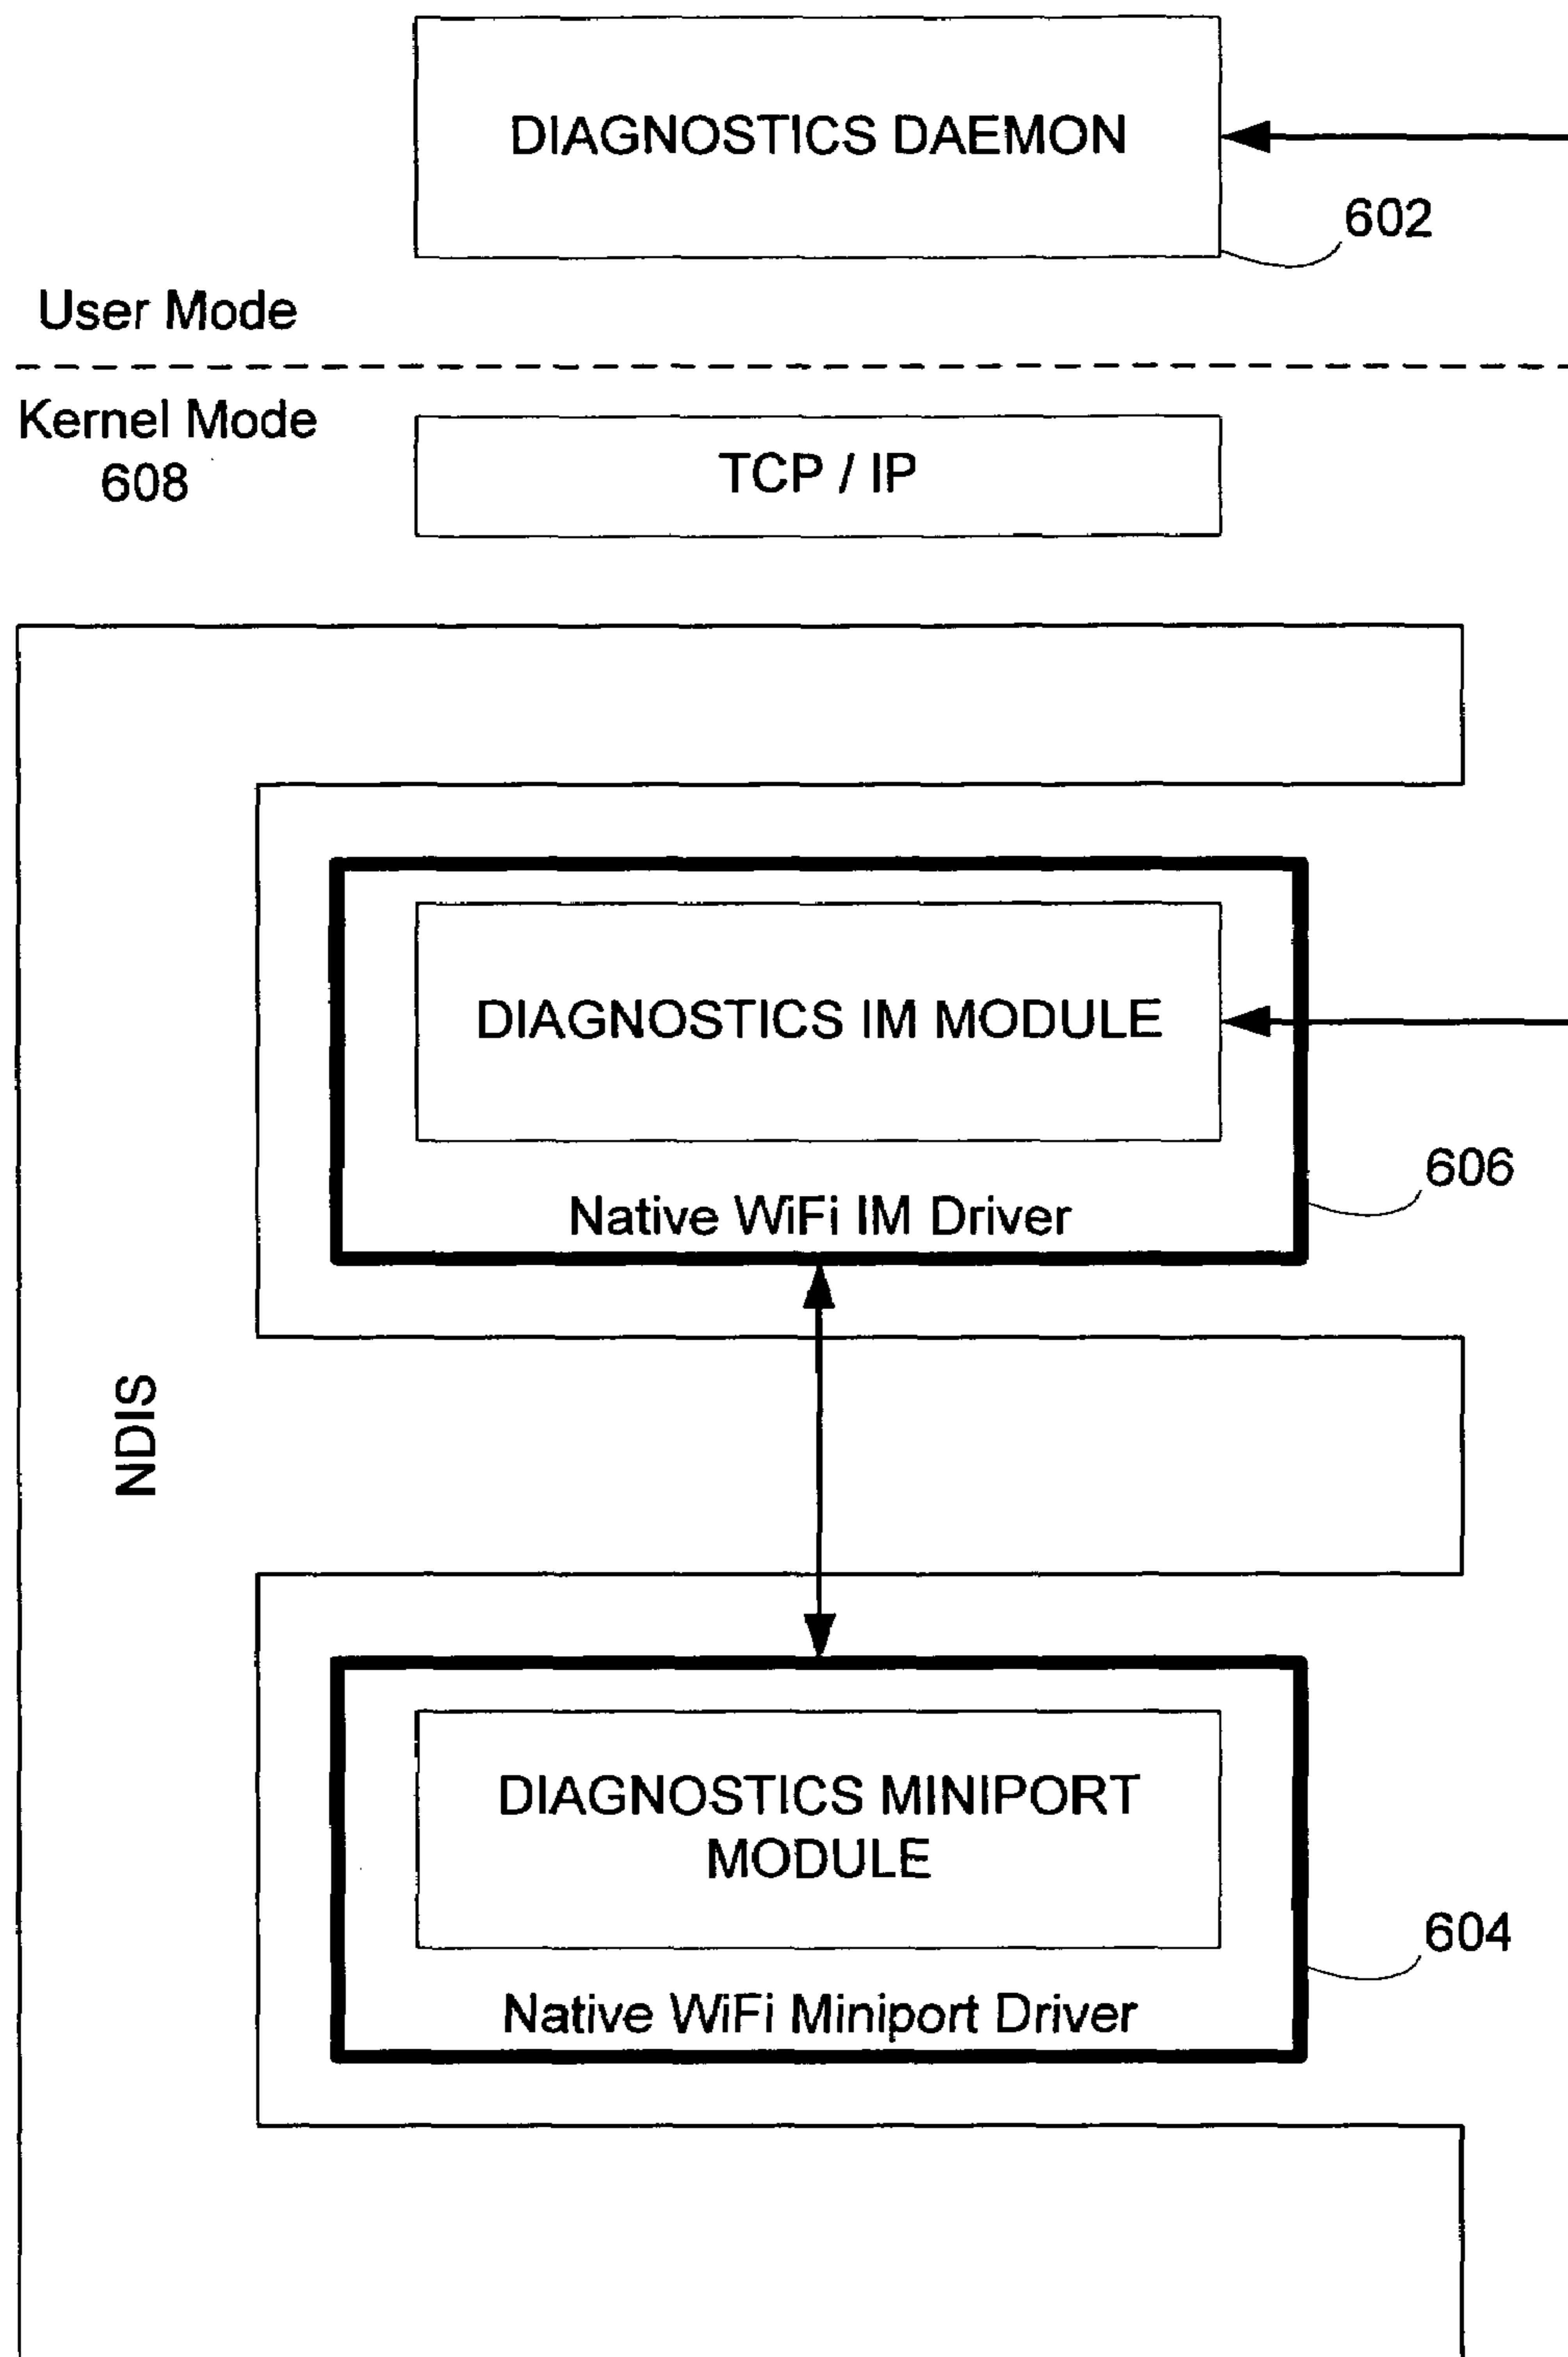 DIAGNOSTICS DAEMON
602
User Mode
Kernel Mode
608
TCP / IP
DIAGNOSTICS IM MODULE
606
Native WiFi IM Driver
NDIS
DIAGNOSTICS MINIPORT
MODULE
604
Native WiFi Miniport Driver